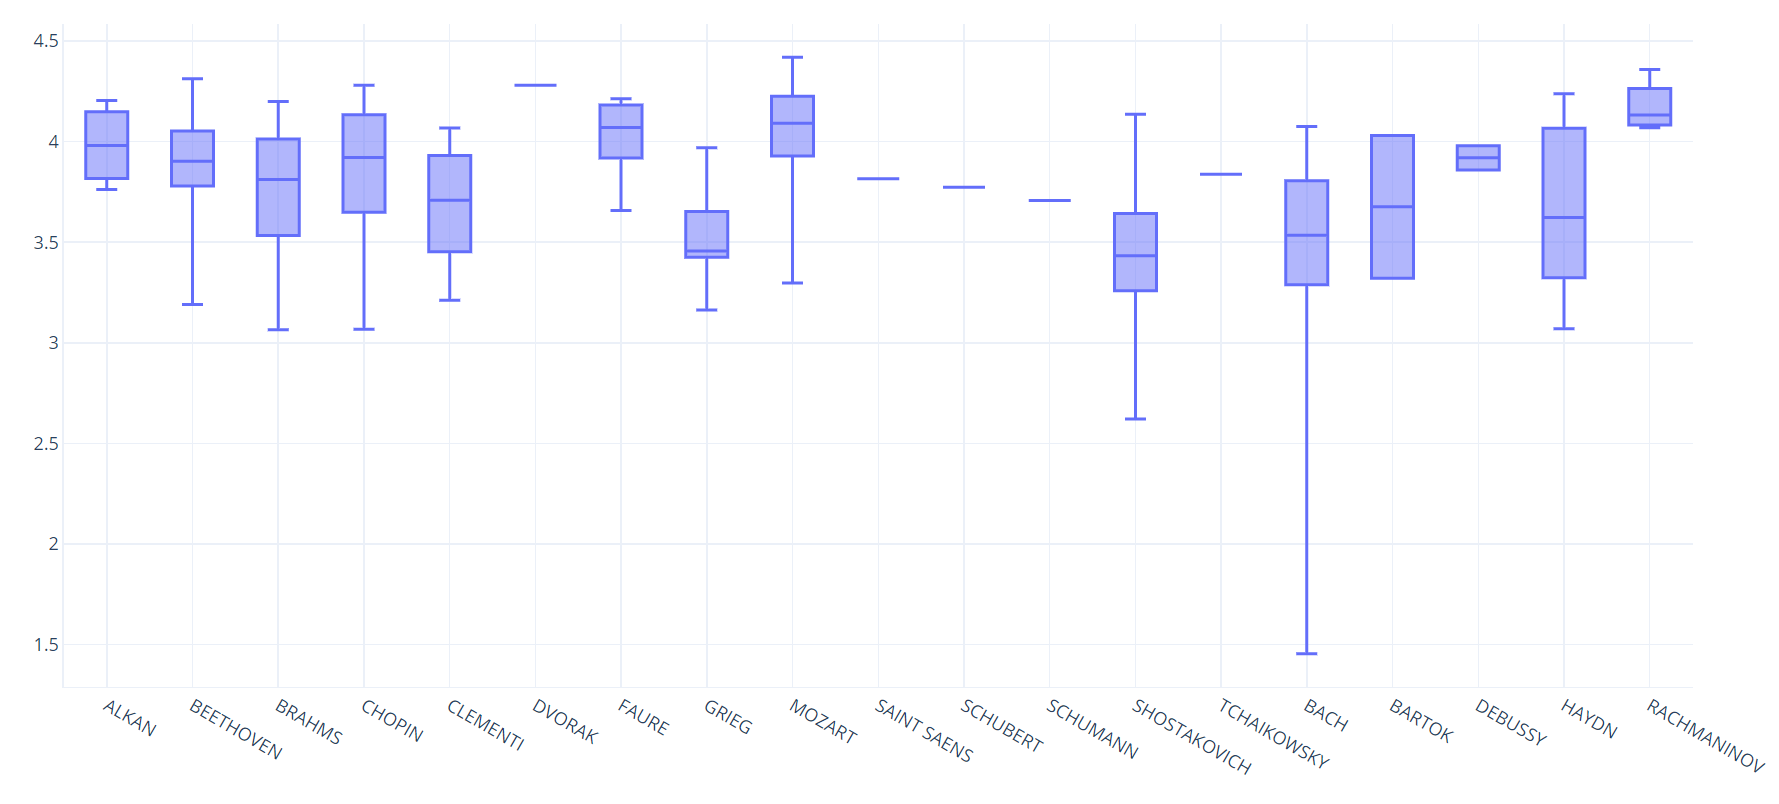 4.5
4
3.5
3
2.5
2
1.5
ALKAN
BEETHOVEN
BRAHMS
CHOPIN
CLEMENTI
DVORAK
FAURE
GRIEG
MOZART
SAINT SAENS
SCHUBERT
SCHUMANN
SHOSTAKOVICH
TCHAIKOWSKY
BACH
BARTOK
DEBUSSY
HAYDN
RACHMANINOV